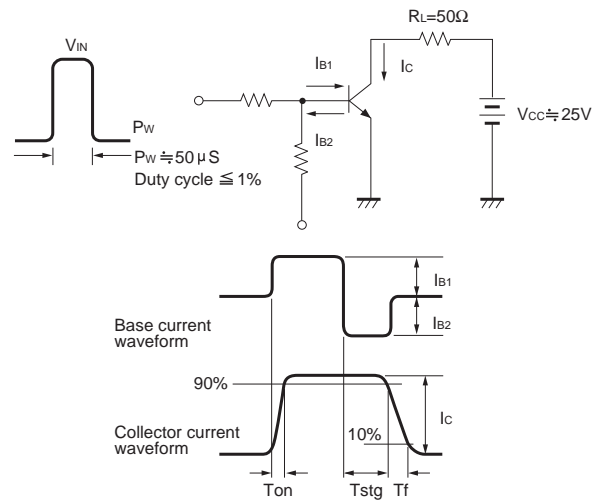 VIN
PW
PW≒50μS
Duty cycle ≦1%
RL=50Ω
IB1
IC
IB2
VCC≒25V
Base current
waveform
IB1
IB2
90%
Collector current
waveform
10%
IC
Ton
Tstg
Tf